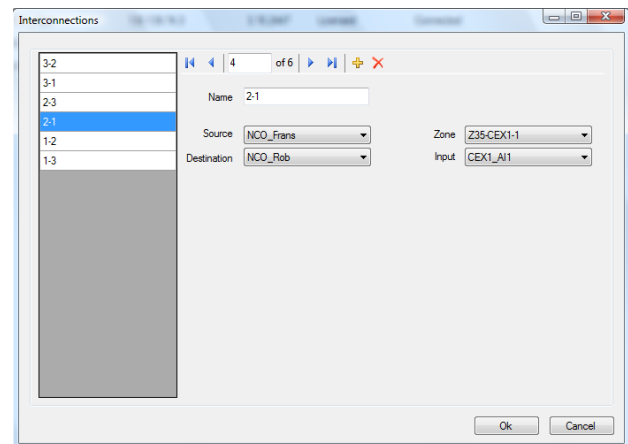 Interconnections
3-2
3-1
2-3
2-1
1-2
1-3
4 of 6
Name 2-1
Source NCO_Frans Zone Z35-CEX1-1
Destination NCO_Rob Input CEX1_AI1
Ok Cancel